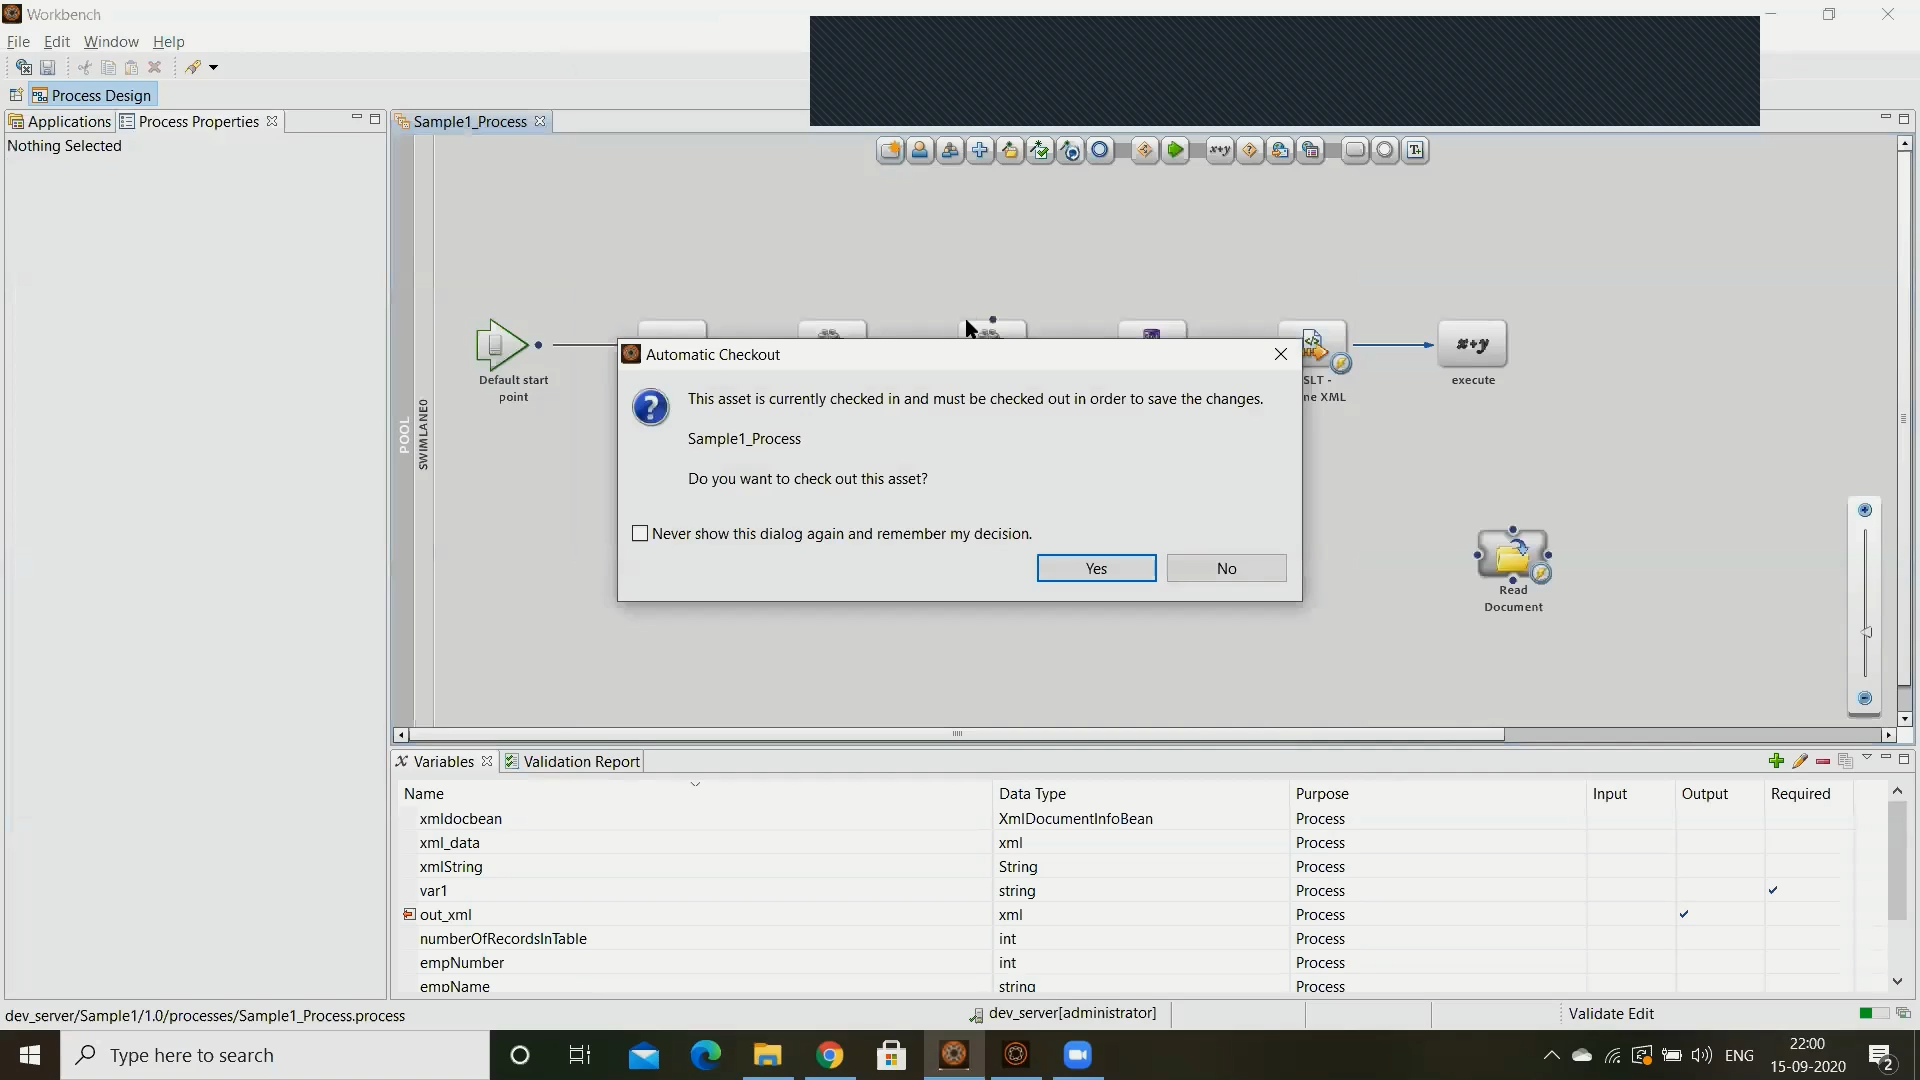 Workbench
File Edit Window Help
Process Design
Applications Process Properties
Nothing Selected
Sample1_Process
x+y
T+
POOL
SWIMLANE0
Default start
point
SLT -
ne XML
x+y
execute
Read
Document
Automatic Checkout
This asset is currently checked in and must be checked out in order to save the changes.
Sample1_Process
Do you want to check out this asset?
Never show this dialog again and remember my decision.
Yes No
Variables Validation Report
Name Data Type Purpose Input Output Required
xmldocbean XmlDocumentInfoBean Process
xml_data xml Process
xmlString String Process
var1 string Process
out_xml xml Process
numberOfRecordsInTable int Process
empNumber int Process
empName string Process
dev_server/Sample1/1.0/processes/Sample1_Process.process dev_server[administrator] Validate Edit
Type here to search
ENG
22:00
15-09-2020
2